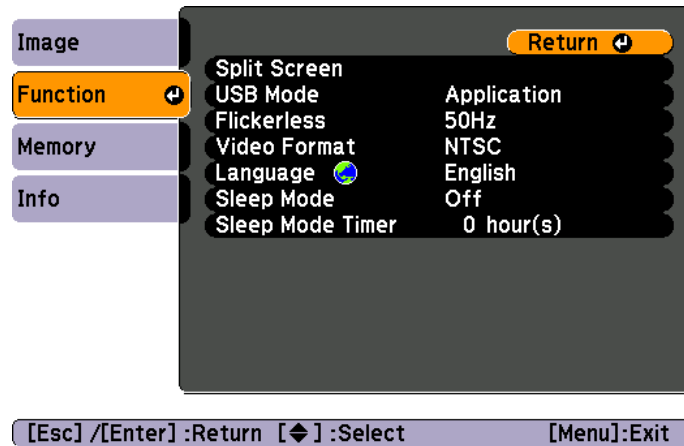 Image
Function
Memory
Info
Return
Split Screen
USB Mode Application
Flickerless 50Hz
Video Format NTSC
Language English
Sleep Mode Off
Sleep Mode Timer 0 hour(s)
[Esc] /[Enter] :Return [◆] :Select [Menu]:Exit